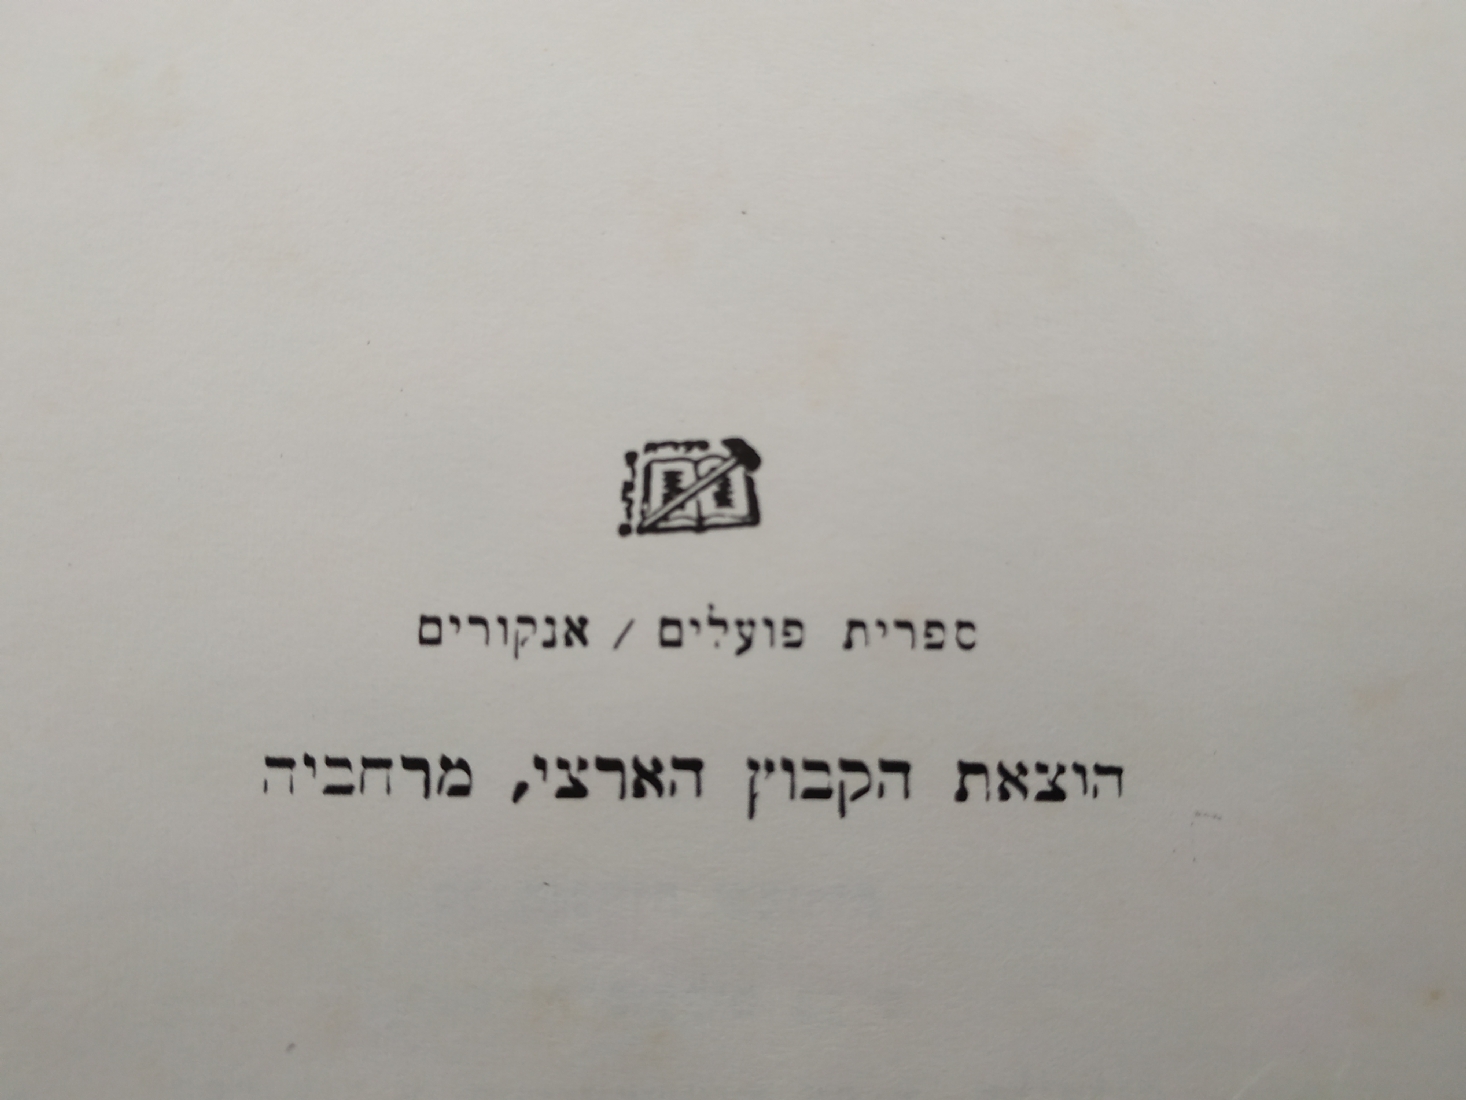 ספרית פועלים / אנקורים
הוצאת הקבוץ הארצי, מרחביה